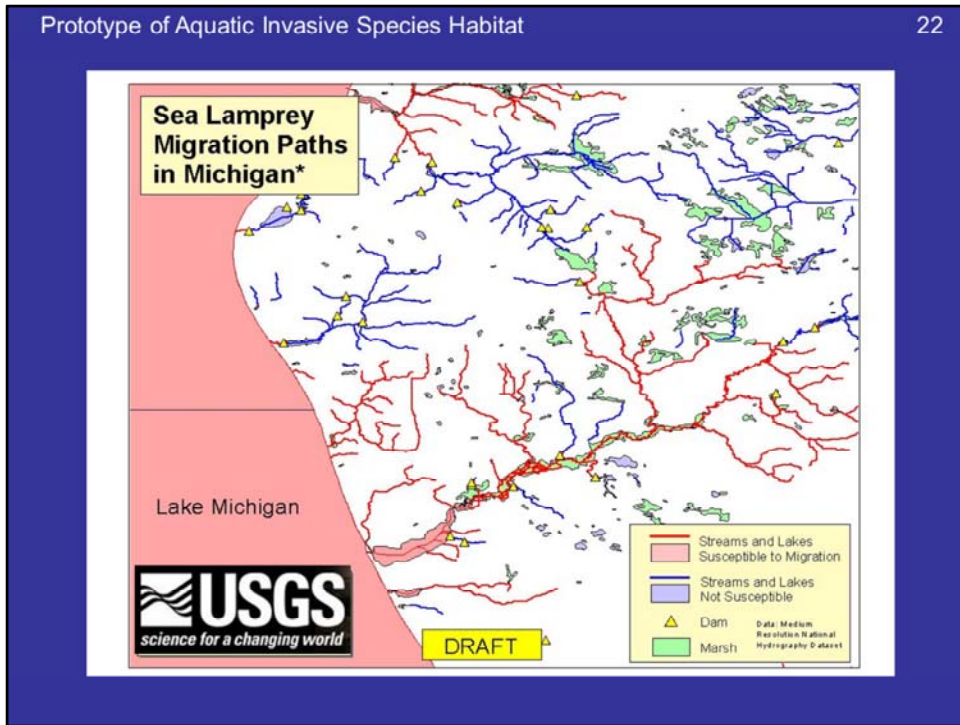 Prototype of Aquatic Invasive Species Habitat
22
Sea Lamprey
Migration Paths
in Michigan*
Lake Michigan
USGS
science for a changing world
DRAFT
Streams and Lakes
Susceptible to Migration
Streams and Lakes
Not Susceptible
Dam
Marsh
Data: Medium
Resolution National
Hydrography Dataset